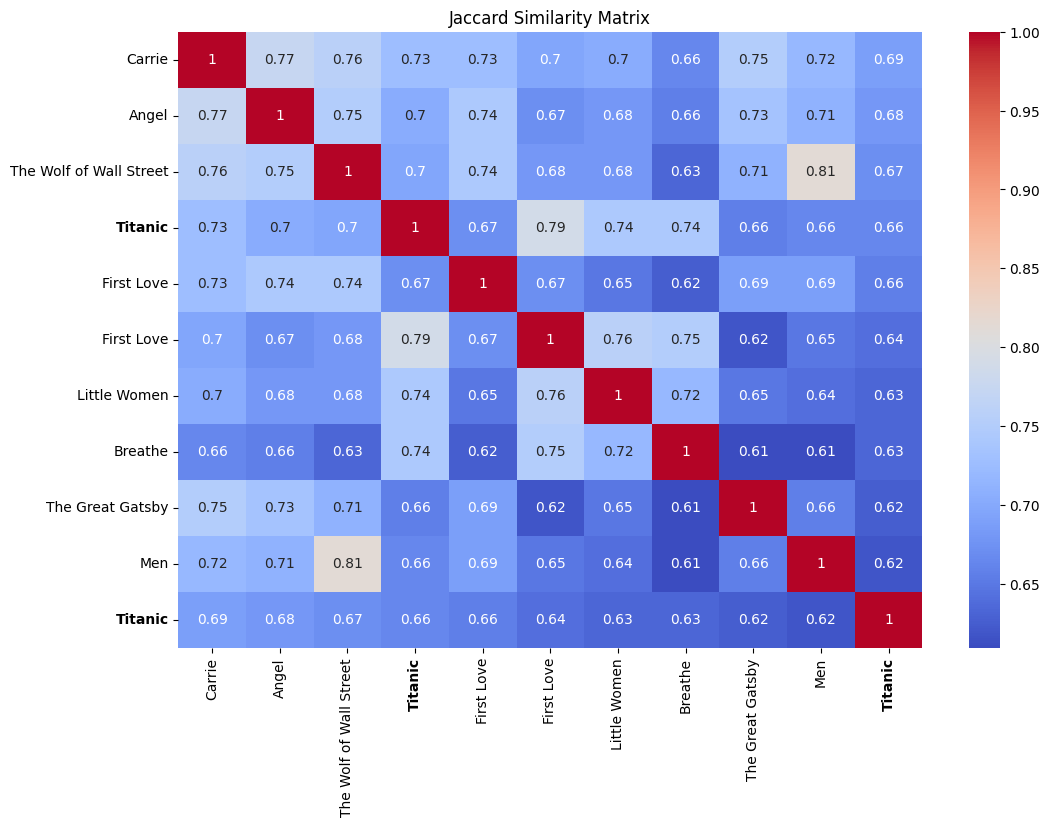 Jaccard Similarity Matrix
Carrie 1 0.77 0.76 0.73 0.73 0.7 0.7 0.66 0.75 0.72 0.69
Angel 0.77 1 0.75 0.7 0.74 0.67 0.68 0.66 0.73 0.71 0.68
The Wolf of Wall Street 0.76 0.75 1 0.7 0.74 0.68 0.68 0.63 0.71 0.81 0.67
Titanic 0.73 0.7 0.7 1 0.67 0.79 0.74 0.74 0.66 0.66 0.66
First Love 0.73 0.74 0.74 0.67 1 0.67 0.65 0.62 0.69 0.69 0.66
First Love 0.7 0.67 0.68 0.79 0.67 1 0.76 0.75 0.62 0.65 0.64
Little Women 0.7 0.68 0.68 0.74 0.65 0.76 1 0.72 0.65 0.64 0.63
Breathe 0.66 0.66 0.63 0.74 0.62 0.75 0.72 1 0.61 0.61 0.63
The Great Gatsby 0.75 0.73 0.71 0.66 0.69 0.62 0.65 0.61 1 0.66 0.62
Men 0.72 0.71 0.81 0.66 0.69 0.65 0.64 0.61 0.66 1 0.62
Titanic 0.69 0.68 0.67 0.66 0.66 0.64 0.63 0.63 0.62 0.62 1
Carrie
Angel
The Wolf of Wall Street
Titanic
First Love
First Love
Little Women
Breathe
The Great Gatsby
Men
Titanic
1.00
0.95
0.90
0.85
0.80
0.75
0.70
0.65